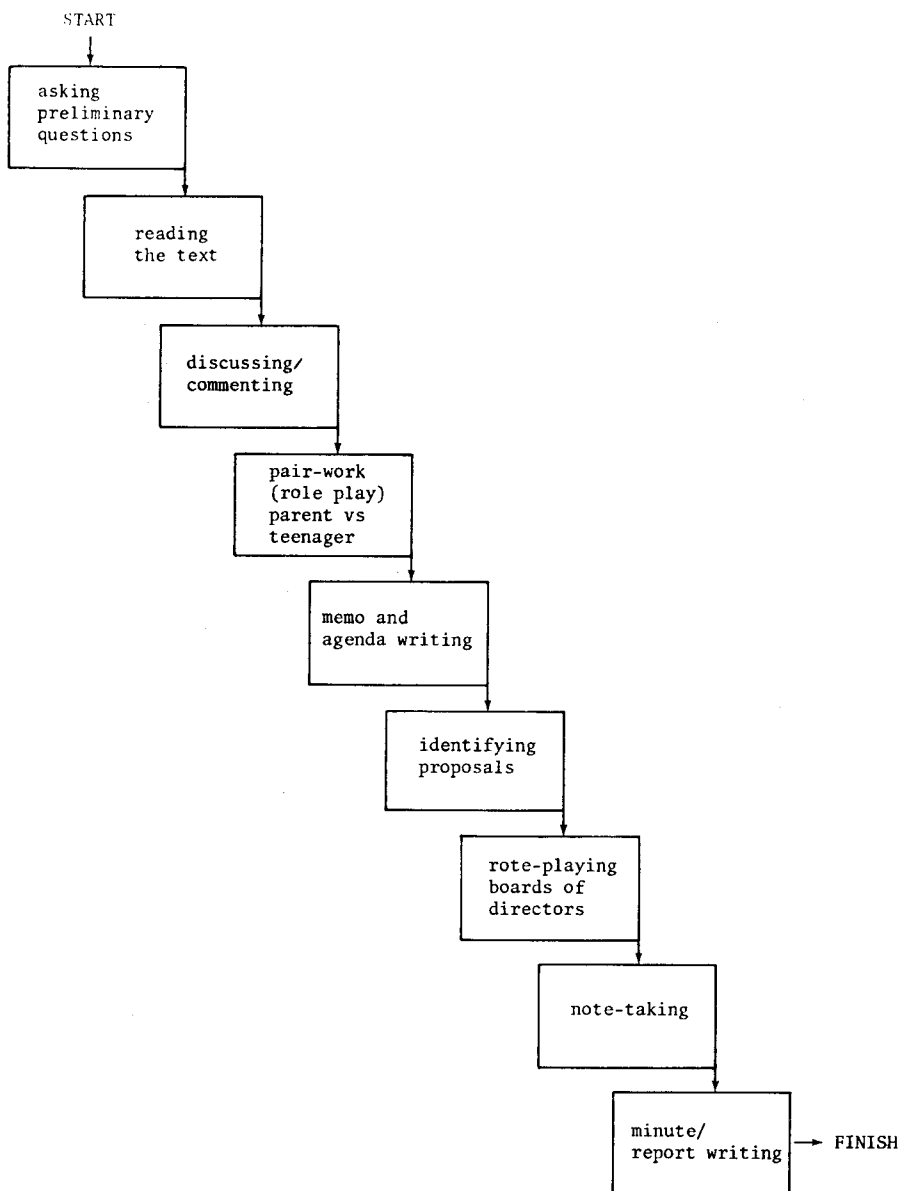 START
asking
preliminary
questions
reading
the text
discussing/
commenting
pair-work
(role play)
parent vs
teenager
memo and
agenda writing
identifying
proposals
rote-playing
boards of
directors
note-taking
minute/
report writing
FINISH